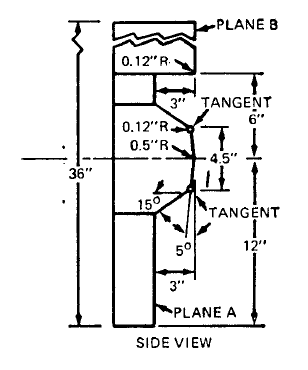 PLANE B
0.12"R
3"
TANGENT
6"
0.12"R
0.5"R
4.5"
36"
15°
TANGENT
5°
12"
3"
PLANE A
SIDE VIEW